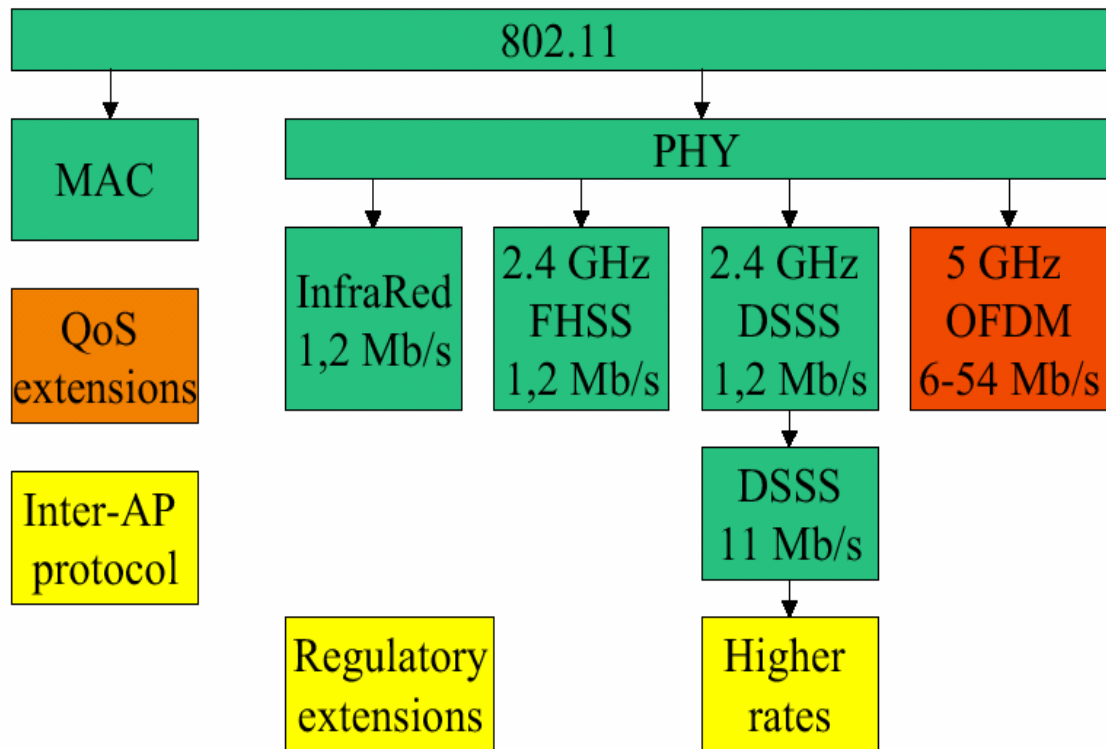 802.11
MAC
PHY
InfraRed
1,2 Mb/s
2.4 GHz
FHSS
1,2 Mb/s
2.4 GHz
DSSS
1,2 Mb/s
5 GHz
OFDM
6-54 Mb/s
QoS
extensions
DSSS
11 Mb/s
Inter-AP
protocol
Regulatory
extensions
Higher
rates